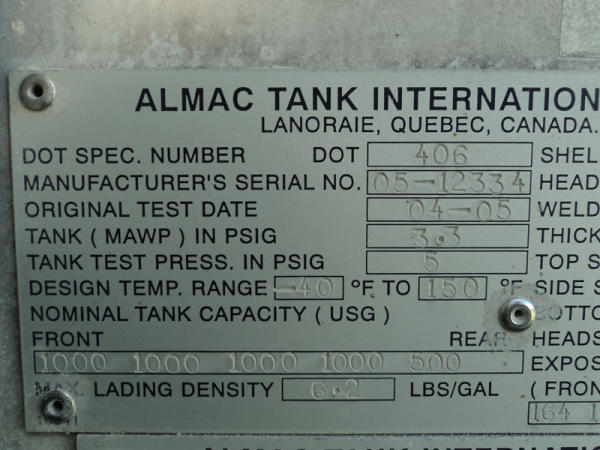 ALMAC TANK INTERNATION
LANORAIE, QUEBEC, CANADA.
DOT SPEC. NUMBER DOT 406 SHEL
MANUFACTURER'S SERIAL NO. 05-12334 HEAD
ORIGINAL TEST DATE 04-05 WELD
TANK ( MAWP ) IN PSIG 3.3 THICK
TANK TEST PRESS. IN PSIG 5 TOP S
DESIGN TEMP. RANGE -40 ºF TO 150 ºF SIDE S
NOMINAL TANK CAPACITY ( USG ) BOTTO
FRONT REAR HEADS
1000 1000 1000 1000 500 EXPOS
MAX. LADING DENSITY 6.2 LBS/GAL ( FRON
164 1